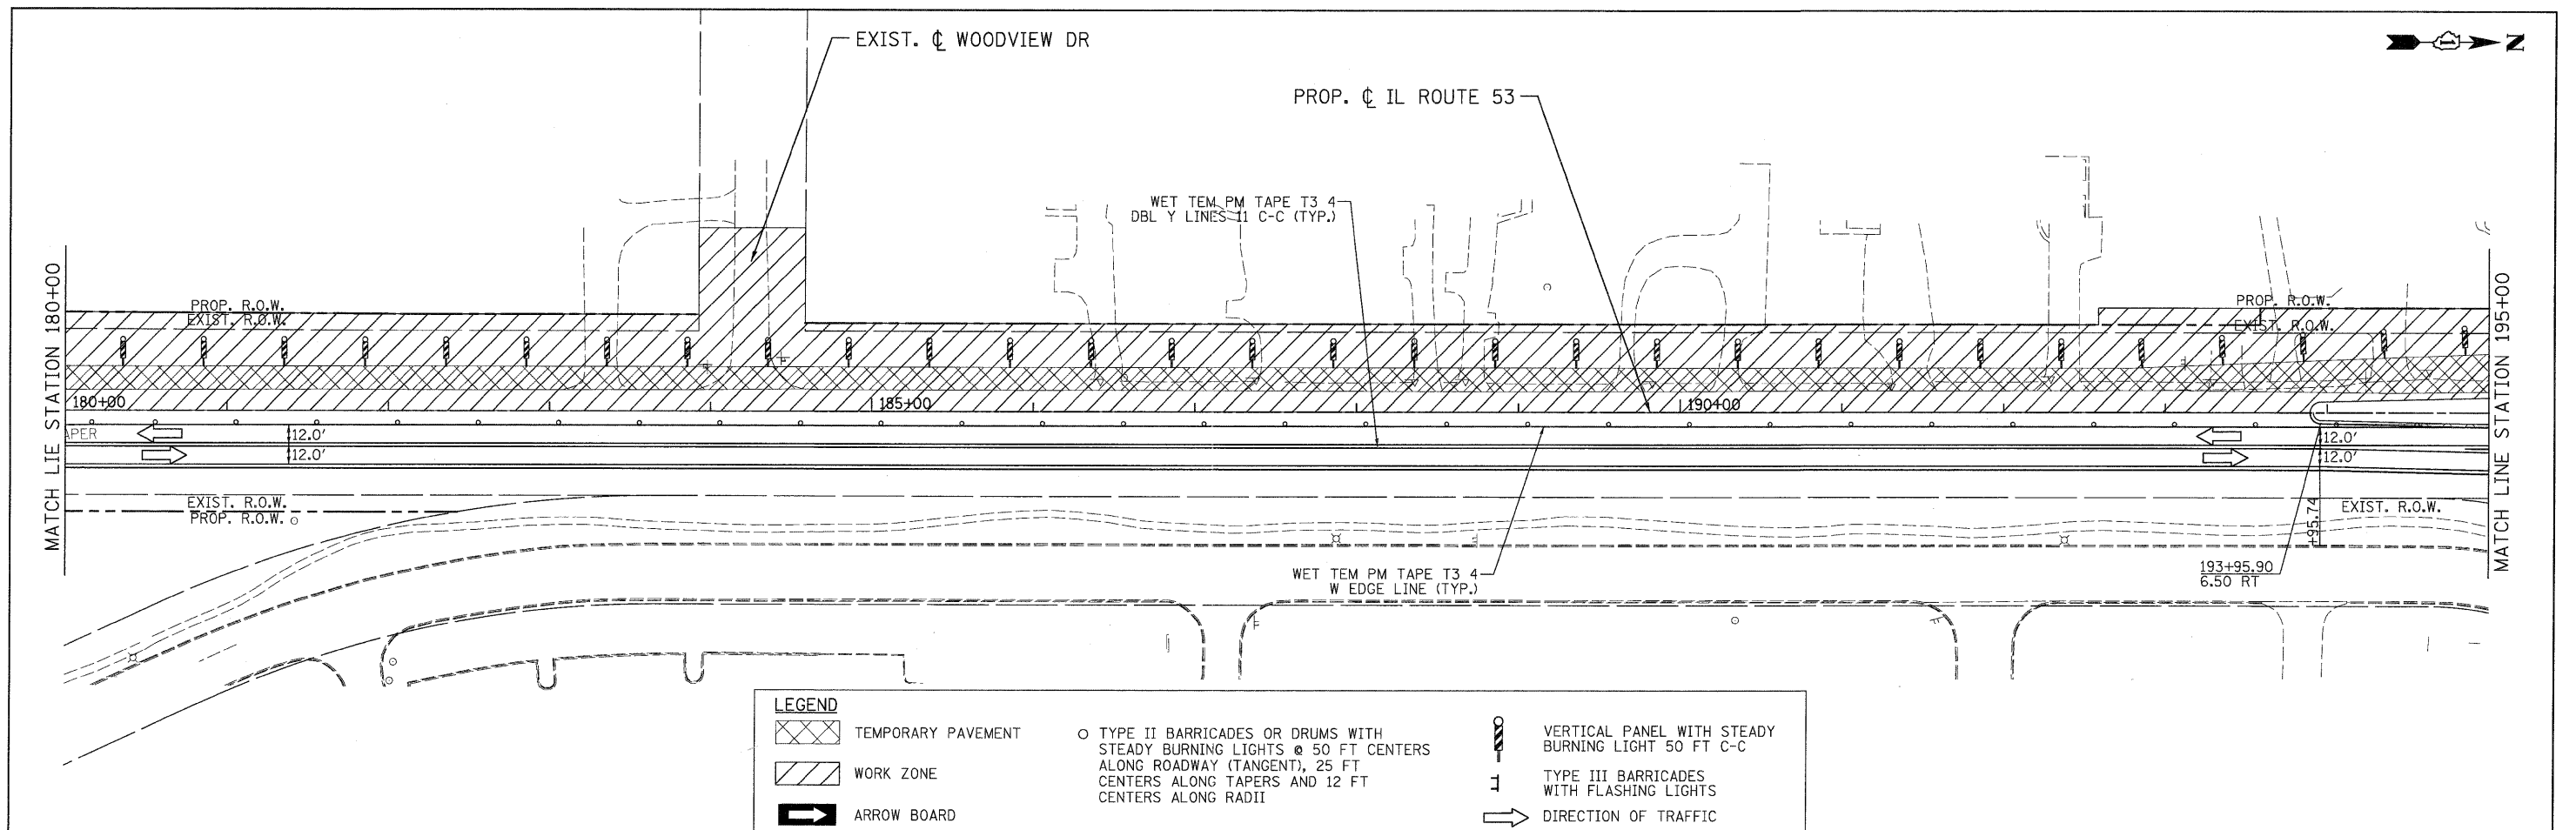 EXIST. ℄ WOODVIEW DR
N
PROP. ℄ IL ROUTE 53
WET TEM PM TAPE T3 4
DBL Y LINES 11 C-C (TYP.)
MATCH LIE STATION 180+00
PROP. R.O.W.
EXIST. R.O.W.
PROP. R.O.W.
EXIST. R.O.W.
MATCH LINE STATION 195+00
180+00
185+00
190+00
APER
12.0'
12.0'
12.0'
12.0'
EXIST. R.O.W.
PROP. R.O.W.
+95.74
EXIST. R.O.W.
WET TEM PM TAPE T3 4
W EDGE LINE (TYP.)
193+95.90
6.50 RT
LEGEND
TEMPORARY PAVEMENT
WORK ZONE
ARROW BOARD
TYPE II BARRICADES OR DRUMS WITH
STEADY BURNING LIGHTS @ 50 FT CENTERS
ALONG ROADWAY (TANGENT), 25 FT
CENTERS ALONG TAPERS AND 12 FT
CENTERS ALONG RADII
VERTICAL PANEL WITH STEADY
BURNING LIGHT 50 FT C-C
TYPE III BARRICADES
WITH FLASHING LIGHTS
DIRECTION OF TRAFFIC